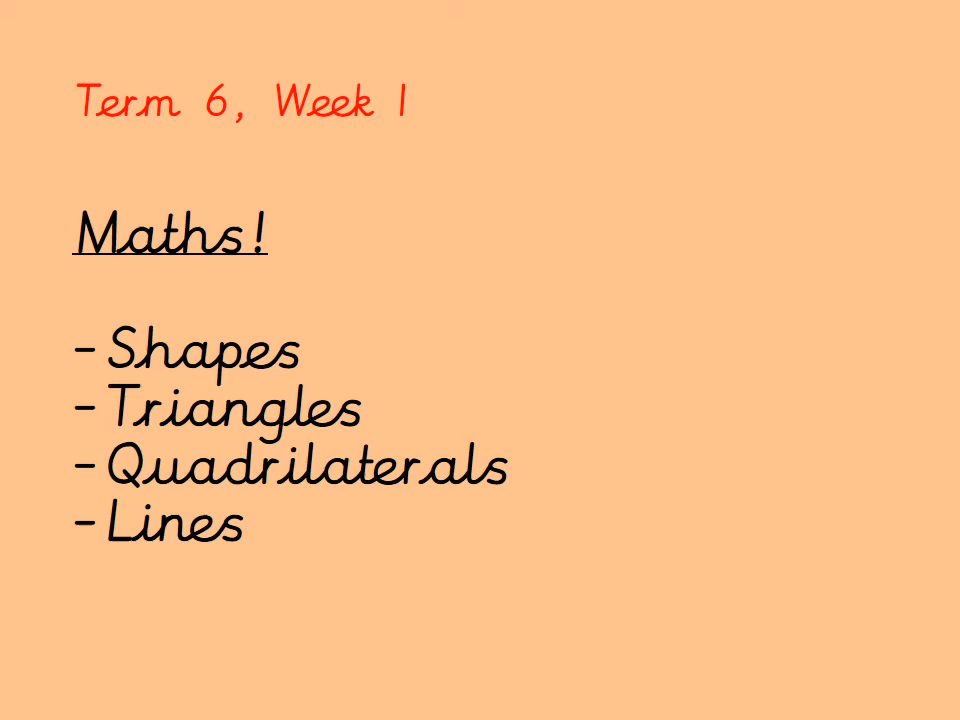 Term 6, Week 1
Maths!
- Shapes
- Triangles
- Quadrilaterals
- Lines